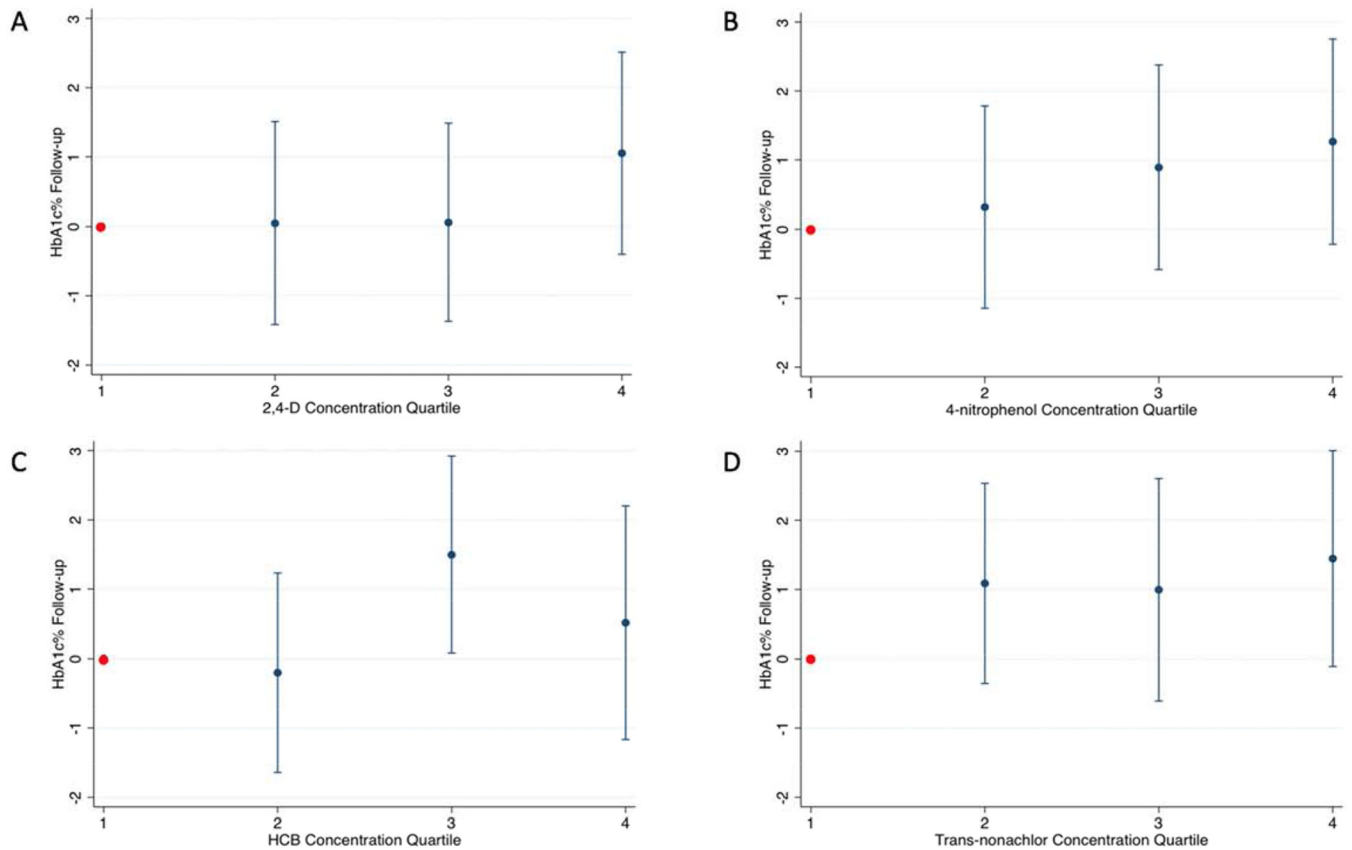 A
3
2
1
0
-1
-2
HbA1c% Follow-up
1 2 3 4
2,4-D Concentration Quartile
B
3
2
1
0
-1
-2
HbA1c% Follow-up
1 2 3 4
4-nitrophenol Concentration Quartile
C
3
2
1
0
-1
-2
HbA1c% Follow-up
1 2 3 4
HCB Concentration Quartile
D
3
2
1
0
-1
-2
HbA1c% Follow-up
1 2 3 4
Trans-nonachlor Concentration Quartile